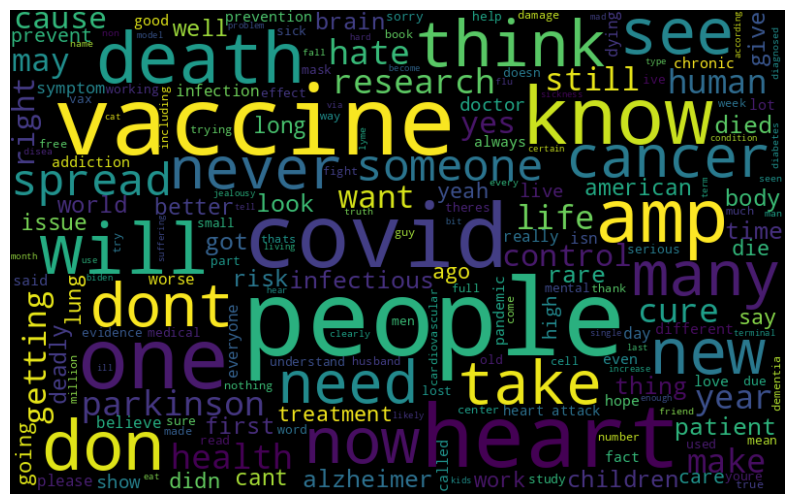 cause
prevent
may
symptom
vax
working
including
prevention
infection
trying
cat
death
well
good
sick
brain
mask
effect
long
hate
research
sorry
hard
book
fall
dying
help
doctor
yes
damage
mad
think
still
doesn
always
ive
flu
via
way
become
name
non
model
problem
see
give
human
died
week
lot
type
chronic
according
diagnosed
diabetes
right
free
addiction
disea
vaccine
know
cancer
spread
never
someone
jealousy
fight
truth
tell
want
yeah
live
every
american
certain
condition
term
seen
man
body
world
better
look
small
issue
theres
guy
bit
life
really
isn
much
time
serious
amp
will
try
use
suffering
biden
got
thats
living
part
covid
control
die
month
said
worse
risk
infectious
ago
rare
many
mental
thank
dont
lung
hear
full
come
pandemic
high
cure
say
getting
deadly
million
evidence
medical
ill
everyone
clearly
men
people
cardiovascular
day
different
single
terminal
last
even
new
one
understand
husband
nothing
need
old
cell
lost
take
increase
thing
love
due
dementia
year
parkinson
treatment
likely
center
heart attack
hope
enough
friend
going
don
believe
sure
made
first
read
word
now
heart
number
patient
mean
fact
used
make
health
please
show
eat
didn
cant
alzheimer
called
kids
study
work
children
care
youre
true